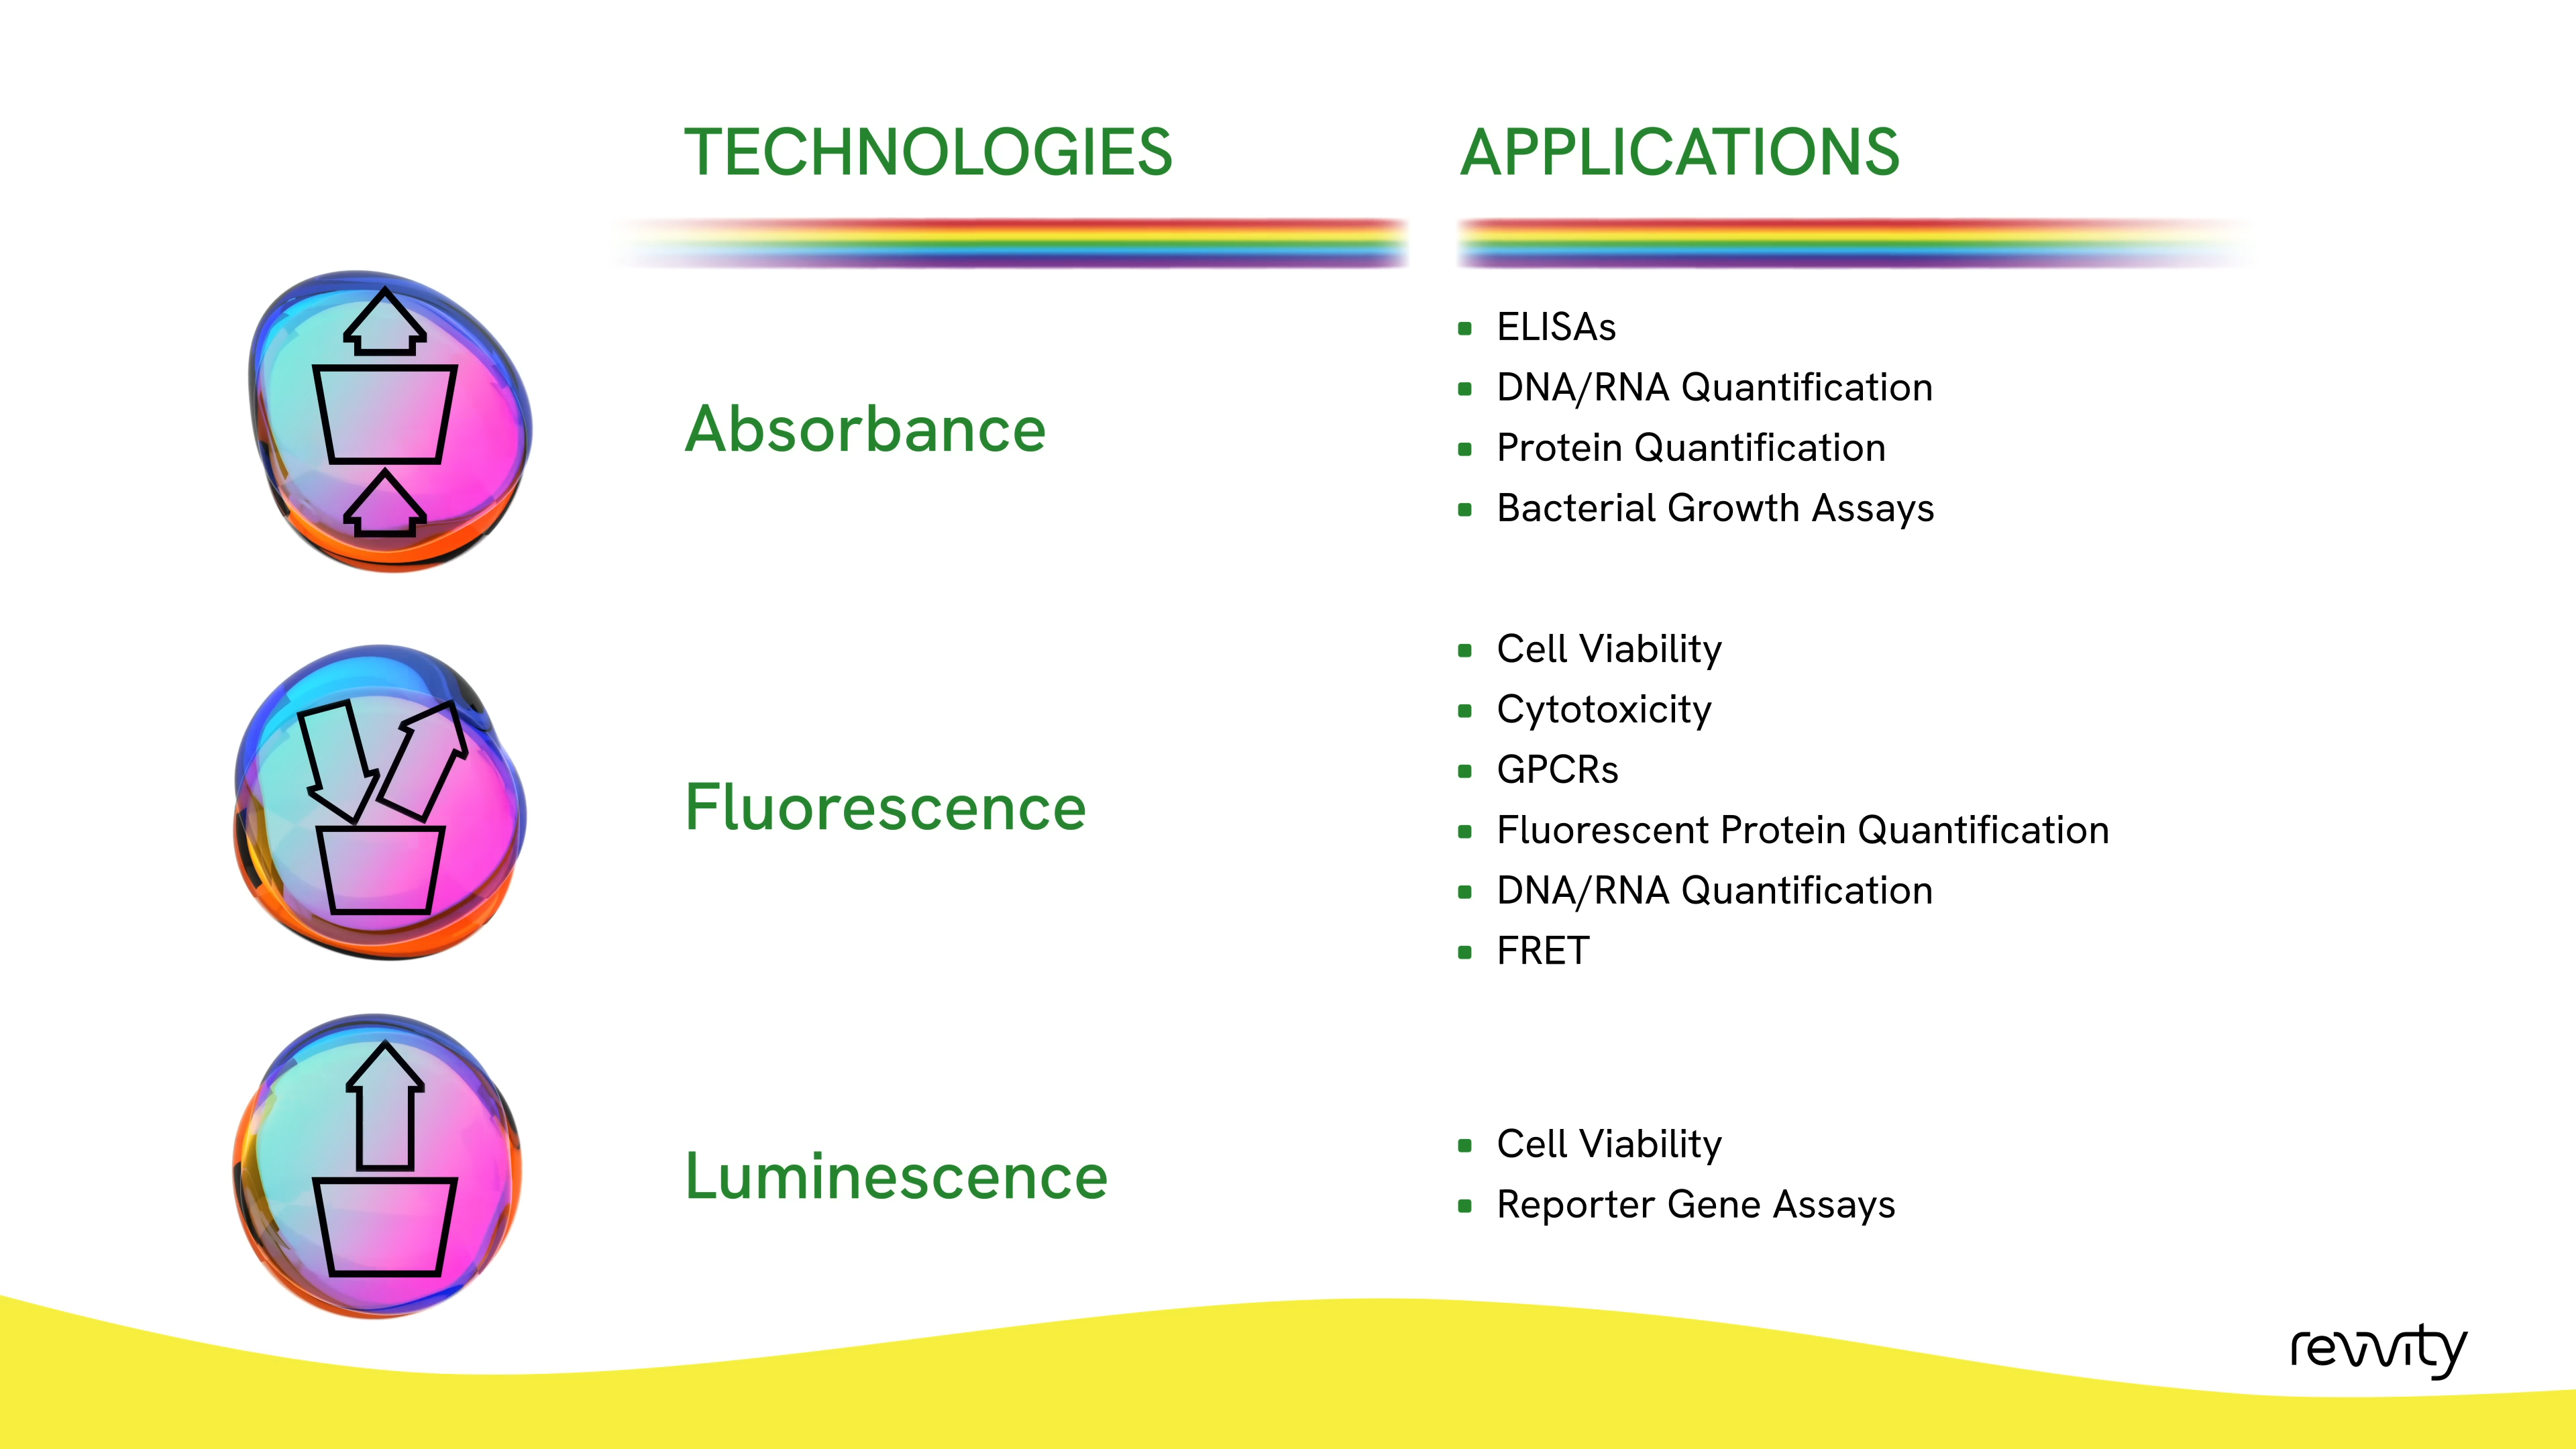 TECHNOLOGIES
APPLICATIONS
Absorbance
ELISAs
DNA/RNA Quantification
Protein Quantification
Bacterial Growth Assays
Fluorescence
Cell Viability
Cytotoxicity
GPCRs
Fluorescent Protein Quantification
DNA/RNA Quantification
FRET
Luminescence
Cell Viability
Reporter Gene Assays
revvity